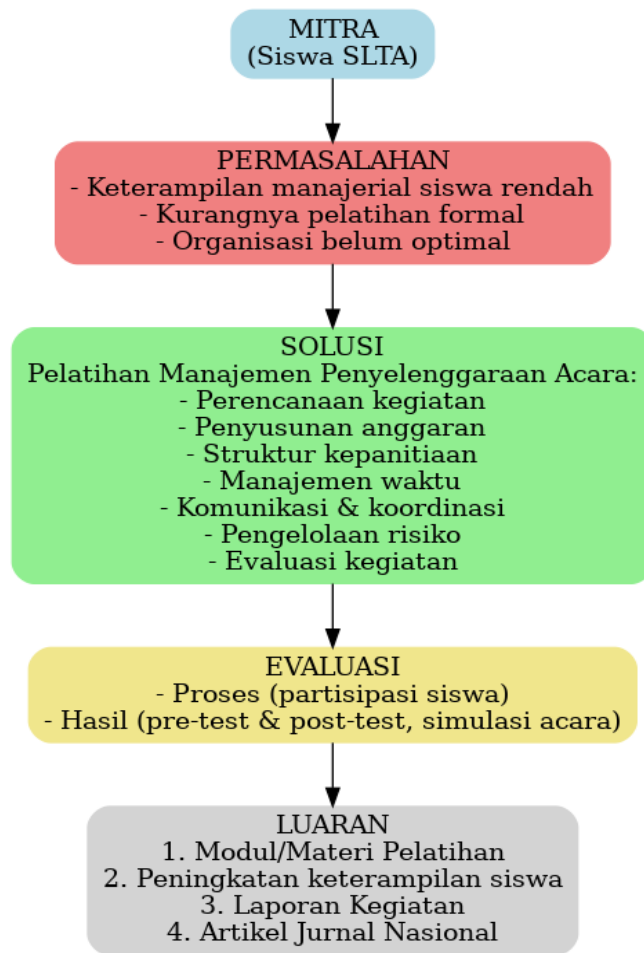 MITRA
(Siswa SLTA)
PERMASALAHAN
- Keterampilan manajerial siswa rendah
- Kurangnya pelatihan formal
- Organisasi belum optimal
SOLUSI
Pelatihan Manajemen Penyelenggaraan Acara:
- Perencanaan kegiatan
- Penyusunan anggaran
- Struktur kepanitiaan
- Manajemen waktu
- Komunikasi & koordinasi
- Pengelolaan risiko
- Evaluasi kegiatan
EVALUASI
- Proses (partisipasi siswa)
- Hasil (pre-test & post-test, simulasi acara)
LUARAN
1. Modul/Materi Pelatihan
2. Peningkatan keterampilan siswa
3. Laporan Kegiatan
4. Artikel Jurnal Nasional